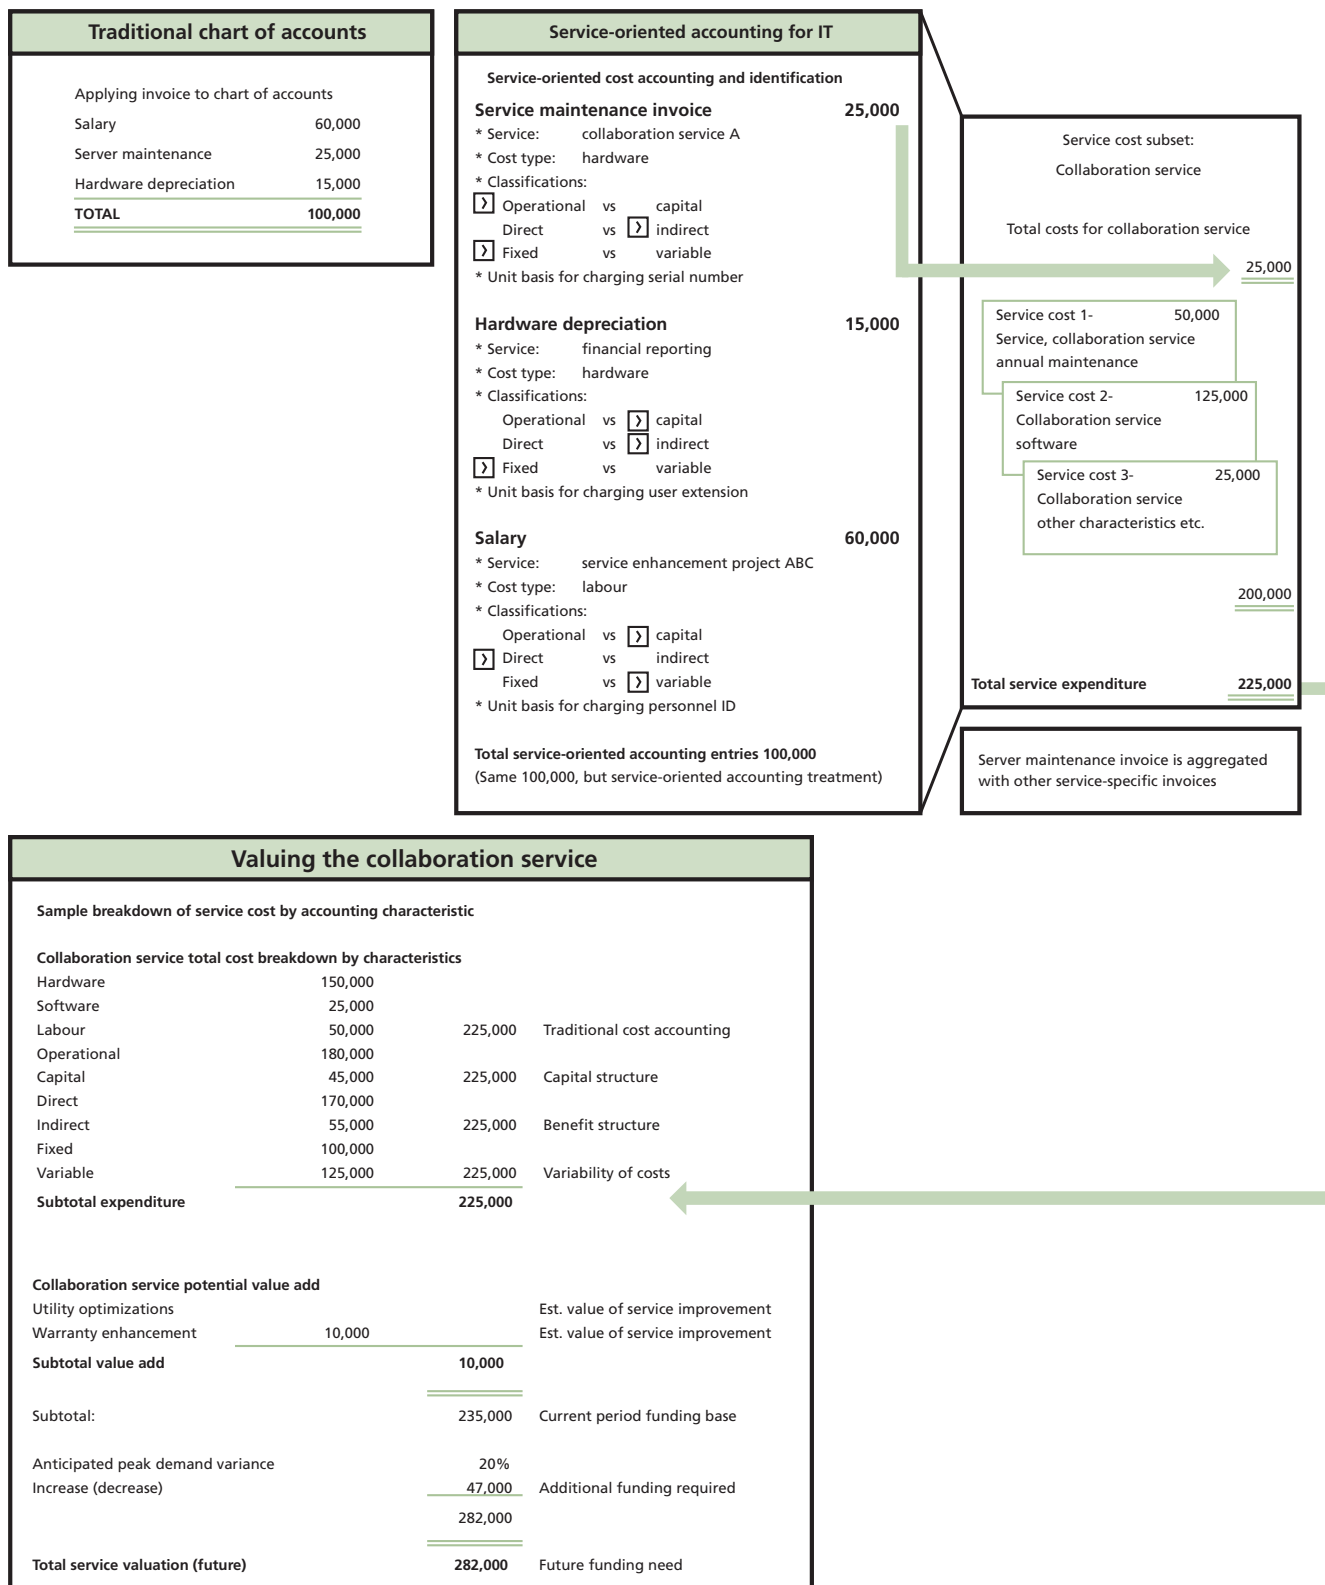 Traditional chart of accounts
Applying invoice to chart of accounts
Salary 60,000
Server maintenance 25,000
Hardware depreciation 15,000
TOTAL 100,000
Service-oriented accounting for IT
Service-oriented cost accounting and identification
Service maintenance invoice 25,000
* Service: collaboration service A
* Cost type: hardware
* Classifications:
Operational vs capital
Direct vs indirect
Fixed vs variable
* Unit basis for charging serial number
Hardware depreciation 15,000
* Service: financial reporting
* Cost type: hardware
* Classifications:
Operational vs capital
Direct vs indirect
Fixed vs variable
* Unit basis for charging user extension
Salary 60,000
* Service: service enhancement project ABC
* Cost type: labour
* Classifications:
Operational vs capital
Direct vs indirect
Fixed vs variable
* Unit basis for charging personnel ID
Total service-oriented accounting entries 100,000
(Same 100,000, but service-oriented accounting treatment)
Service cost subset:
Collaboration service
Total costs for collaboration service
25,000
Service cost 1- 50,000
Service, collaboration service
annual maintenance
Service cost 2- 125,000
Collaboration service
software
Service cost 3- 25,000
Collaboration service
other characteristics etc.
200,000
Total service expenditure 225,000
Server maintenance invoice is aggregated
with other service-specific invoices
Valuing the collaboration service
Sample breakdown of service cost by accounting characteristic
Collaboration service total cost breakdown by characteristics
Hardware 150,000
Software 25,000
Labour 50,000 225,000 Traditional cost accounting
Operational 180,000
Capital 45,000 225,000 Capital structure
Direct 170,000
Indirect 55,000 225,000 Benefit structure
Fixed 100,000
Variable 125,000 225,000 Variability of costs
Subtotal expenditure 225,000
Collaboration service potential value add
Utility optimizations Est. value of service improvement
Warranty enhancement 10,000 Est. value of service improvement
Subtotal value add 10,000
Subtotal: 235,000 Current period funding base
Anticipated peak demand variance 20%
Increase (decrease) 47,000 Additional funding required
282,000
Total service valuation (future) 282,000 Future funding need